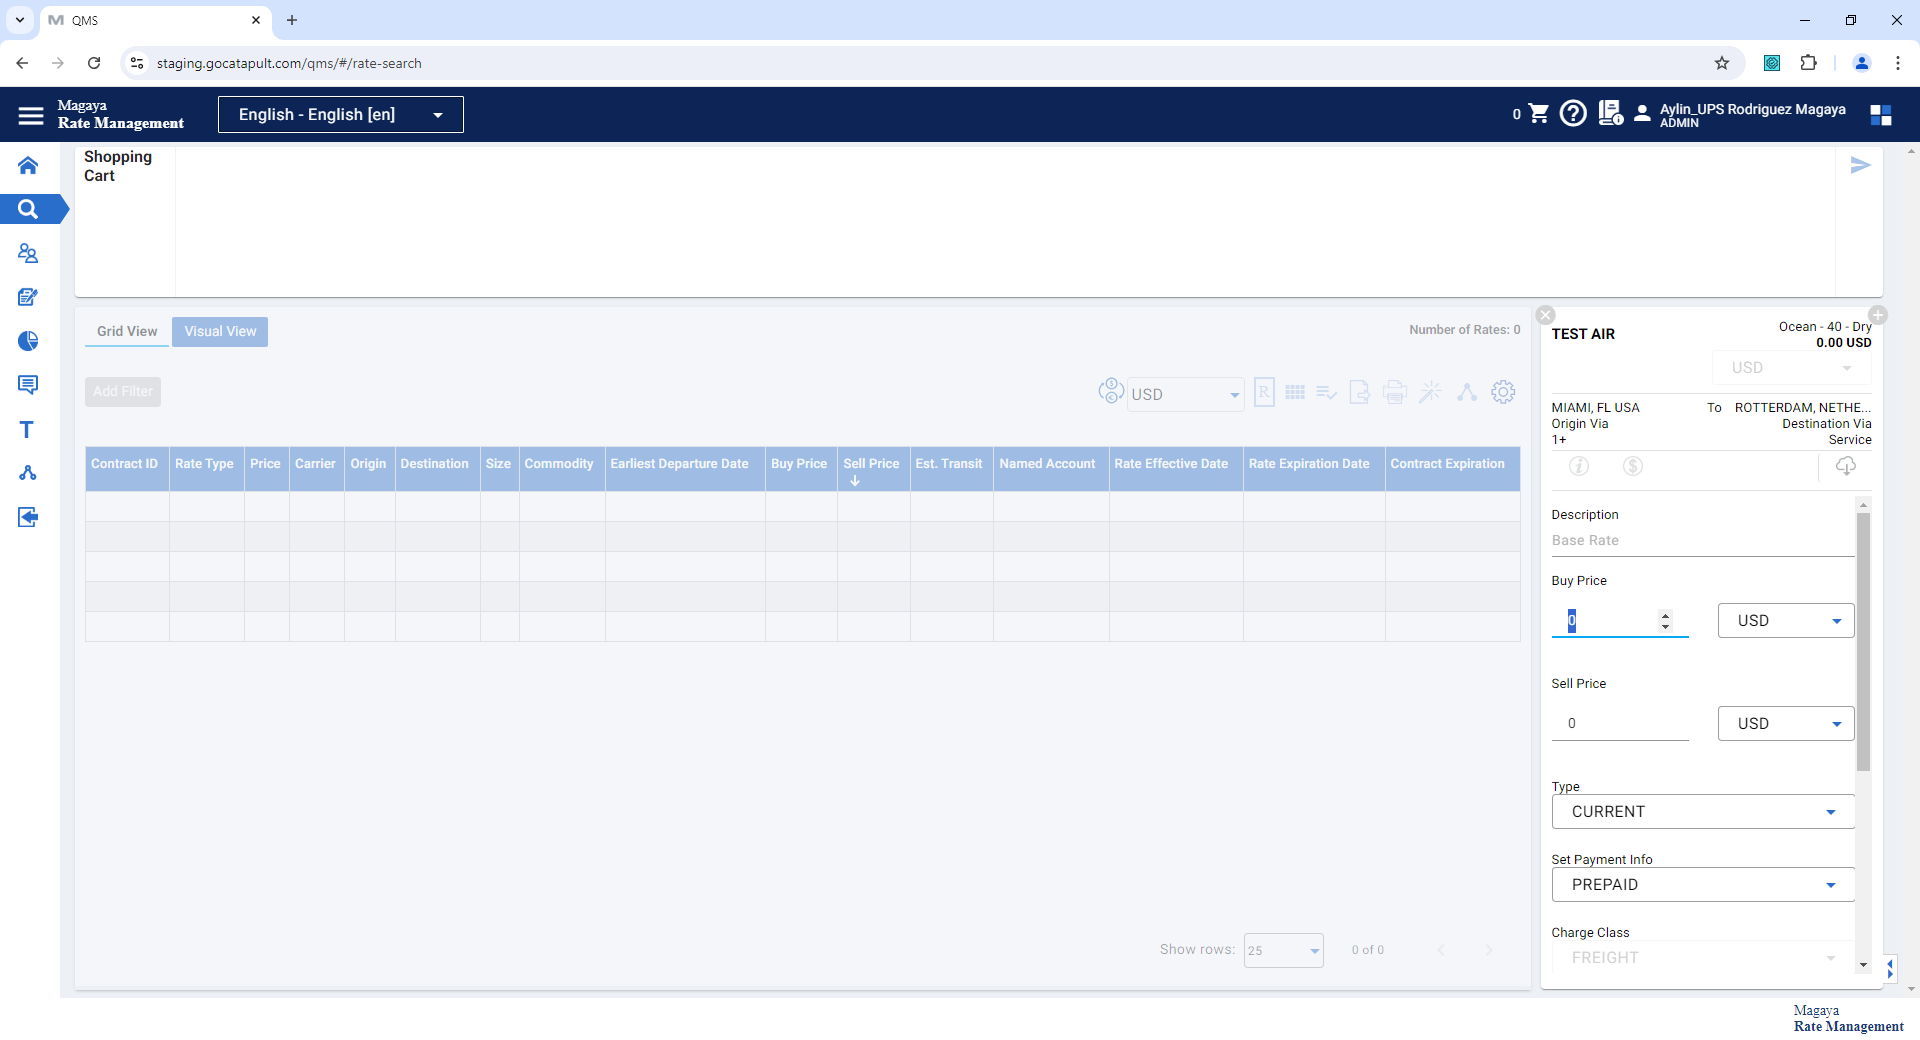 QMS
staging.gocatapult.com/qms/#/rate-search
Magaya
Rate Management
English - English [en]
0
Aylin_UPS Rodriguez Magaya
ADMIN
Shopping
Cart
Grid View
Visual View
Number of Rates: 0
Add Filter
USD
R
Contract ID Rate Type Price Carrier Origin Destination Size Commodity Earliest Departure Date Buy Price Sell Price Est. Transit Named Account Rate Effective Date Rate Expiration Date Contract Expiration
Show rows: 25 0 of 0
TEST AIR
Ocean - 40 - Dry
0.00 USD
USD
MIAMI, FL USA To ROTTERDAM, NETHE...
Origin Via Destination Via
1+ Service
Description
Base Rate
Buy Price
0 USD
Sell Price
0 USD
Type
CURRENT
Set Payment Info
PREPAID
Charge Class
FREIGHT
Magaya
Rate Management